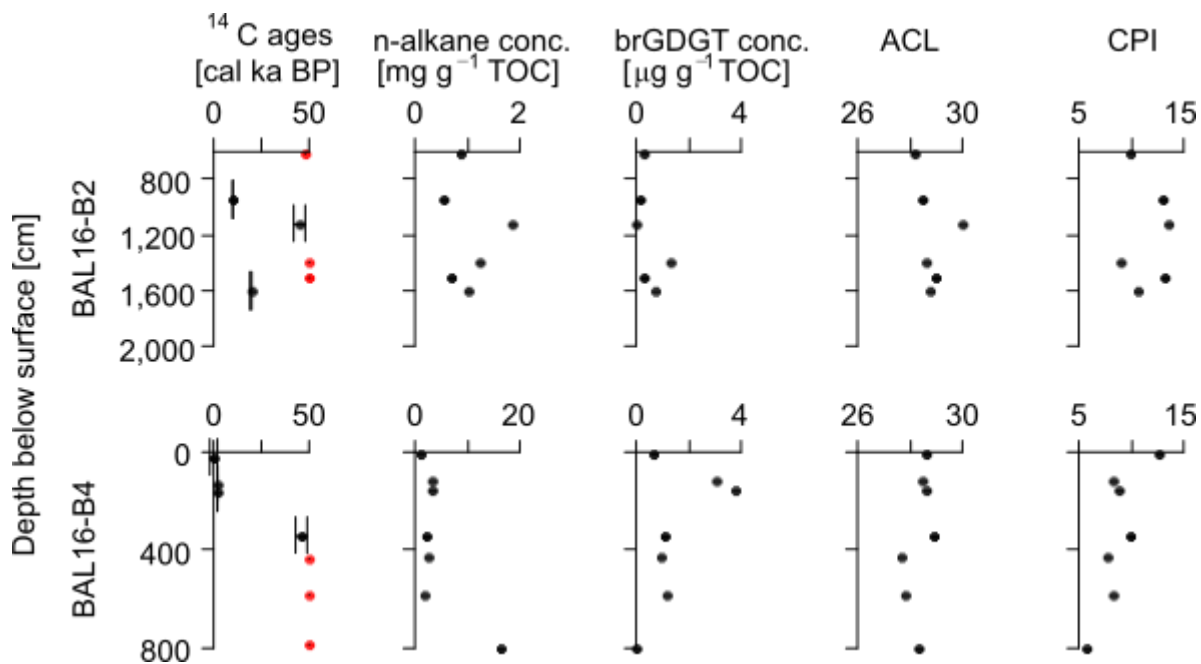 ¹⁴ C ages n-alkane conc. brGDGT conc. ACL CPI
[cal ka BP] [mg g⁻¹ TOC] [μg g⁻¹ TOC]
0 50 0 2 0 4 26 30 5 15
800
1,200
1,600
2,000
BAL16-B2
Depth below surface [cm]
0 50 0 20 0 4 26 30 5 15
0
400
800
BAL16-B4